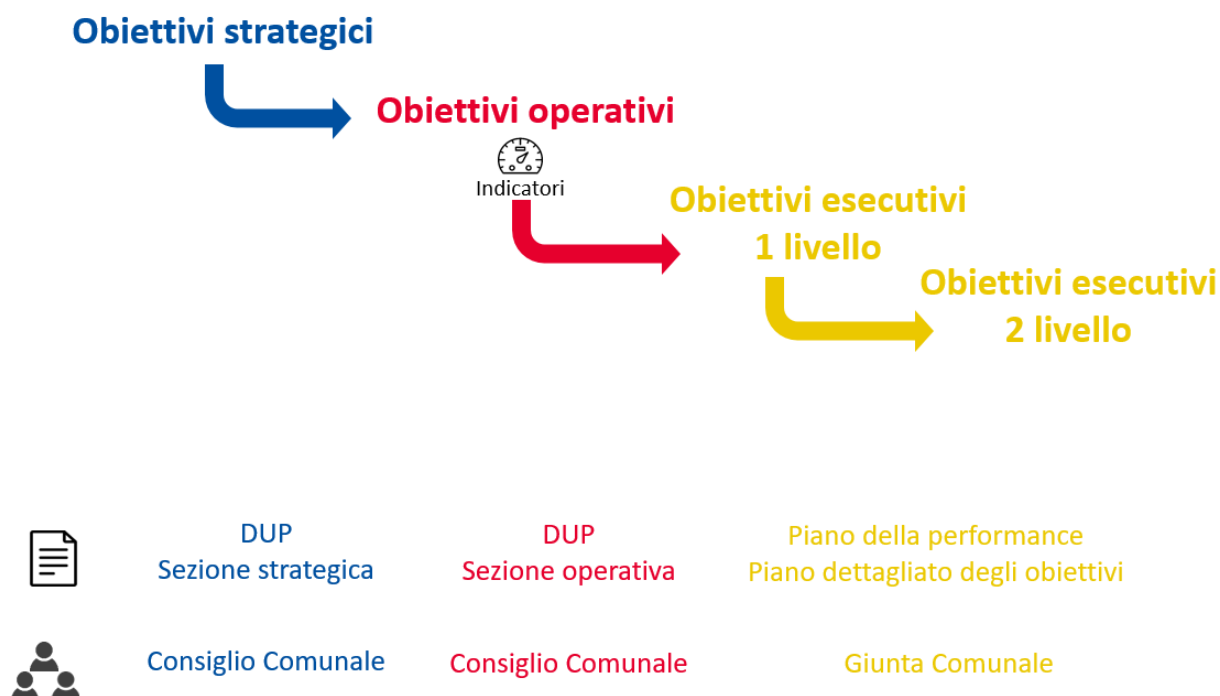 Obiettivi strategici
Obiettivi operativi
Indicatori
Obiettivi esecutivi
1 livello
Obiettivi esecutivi
2 livello
DUP
Sezione strategica
DUP
Sezione operativa
Piano della performance
Piano dettagliato degli obiettivi
Consiglio Comunale
Consiglio Comunale
Giunta Comunale